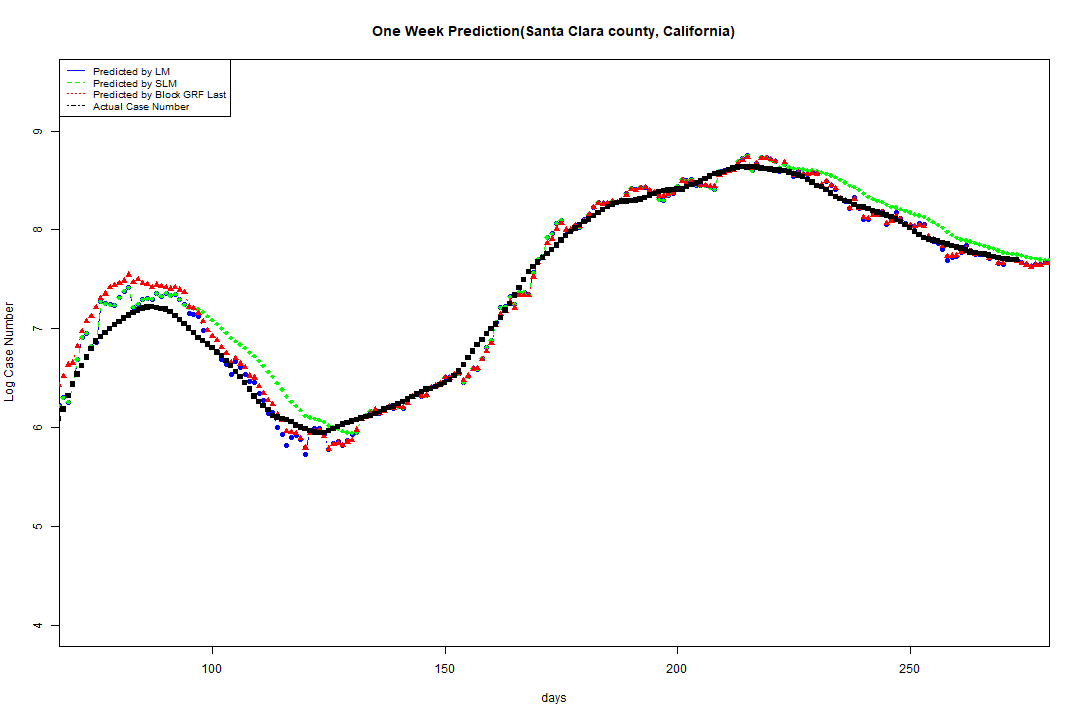 One Week Prediction(Santa Clara county, California)
Predicted by LM
Predicted by SLM
Predicted by Block GRF Last
Actual Case Number
Log Case Number
9
8
7
6
5
4
100 150 200 250
days